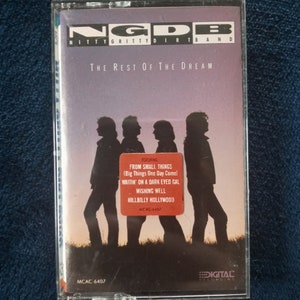 NGDB
NITTY GRITTY DIRT BAND
THE REST OF THE DREAM
FROM SMALL THINGS
(Big Things One Day Come)
WAITIN' ON A DARK EYED GAL
WISHING WELL
HILLBILLY HOLLYWOOD
MCAC-6407
MCAC 6407
DIGITAL
RECORDING